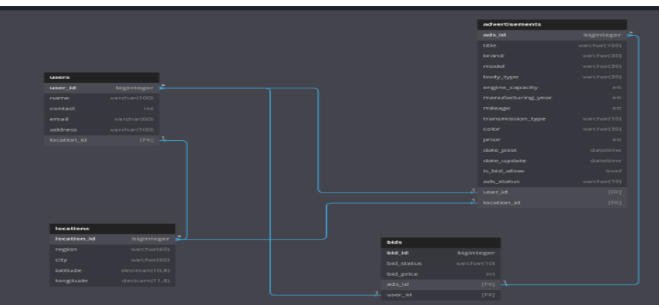 advertisements
ads_id biginteger
title varchar(100)
brand varchar(30)
model varchar(30)
body_type varchar(30)
engine_capacity int
manufacturing_year int
mileage int
transmission_type varchar(10)
color varchar(30)
price int
date_post datetime
date_update datetime
is_bid_allow bool
ads_status varchar(10)
user_id [FK]
location_id [FK]
users
user_id biginteger
name varchar(100)
contact int
email varchar(60)
address varchar(100)
location_id [FK]
locations
location_id biginteger
region varchar(60)
city varchar(60)
latitude decimal(10,8)
longitude decimal(11,8)
bids
bid_id biginteger
bid_status varchar(10)
bid_price int
ads_id [FK]
user_id [FK]